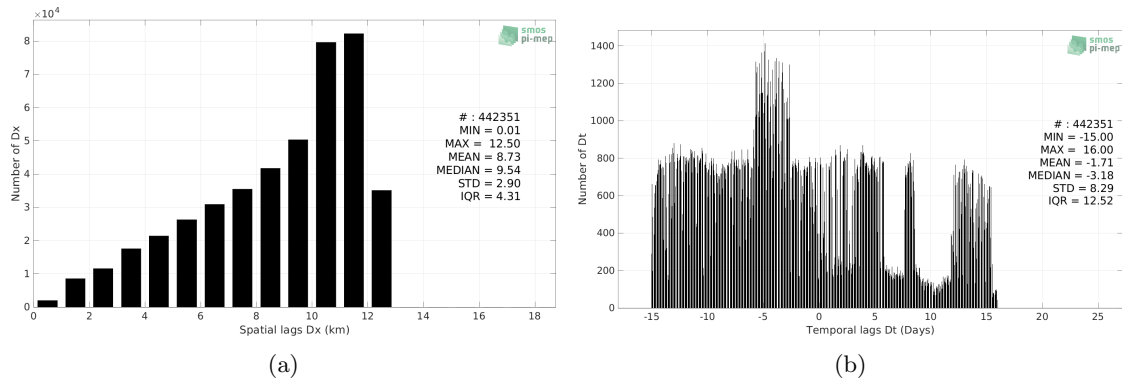 ×10⁴
8
7
6
5
4
3
2
1
0
Number of Dx
0 2 4 6 8 10 12 14 16 18
Spatial lags Dx (km)
smos
pi-mep
# : 442351
MIN = 0.01
MAX = 12.50
MEAN = 8.73
MEDIAN = 9.54
STD = 2.90
IQR = 4.31
(a)
1400
1200
1000
800
600
400
200
0
Number of Dt
-15 -10 -5 0 5 10 15 20 25
Temporal lags Dt (Days)
smos
pi-mep
# : 442351
MIN = -15.00
MAX = 16.00
MEAN = -1.71
MEDIAN = -3.18
STD = 8.29
IQR = 12.52
(b)